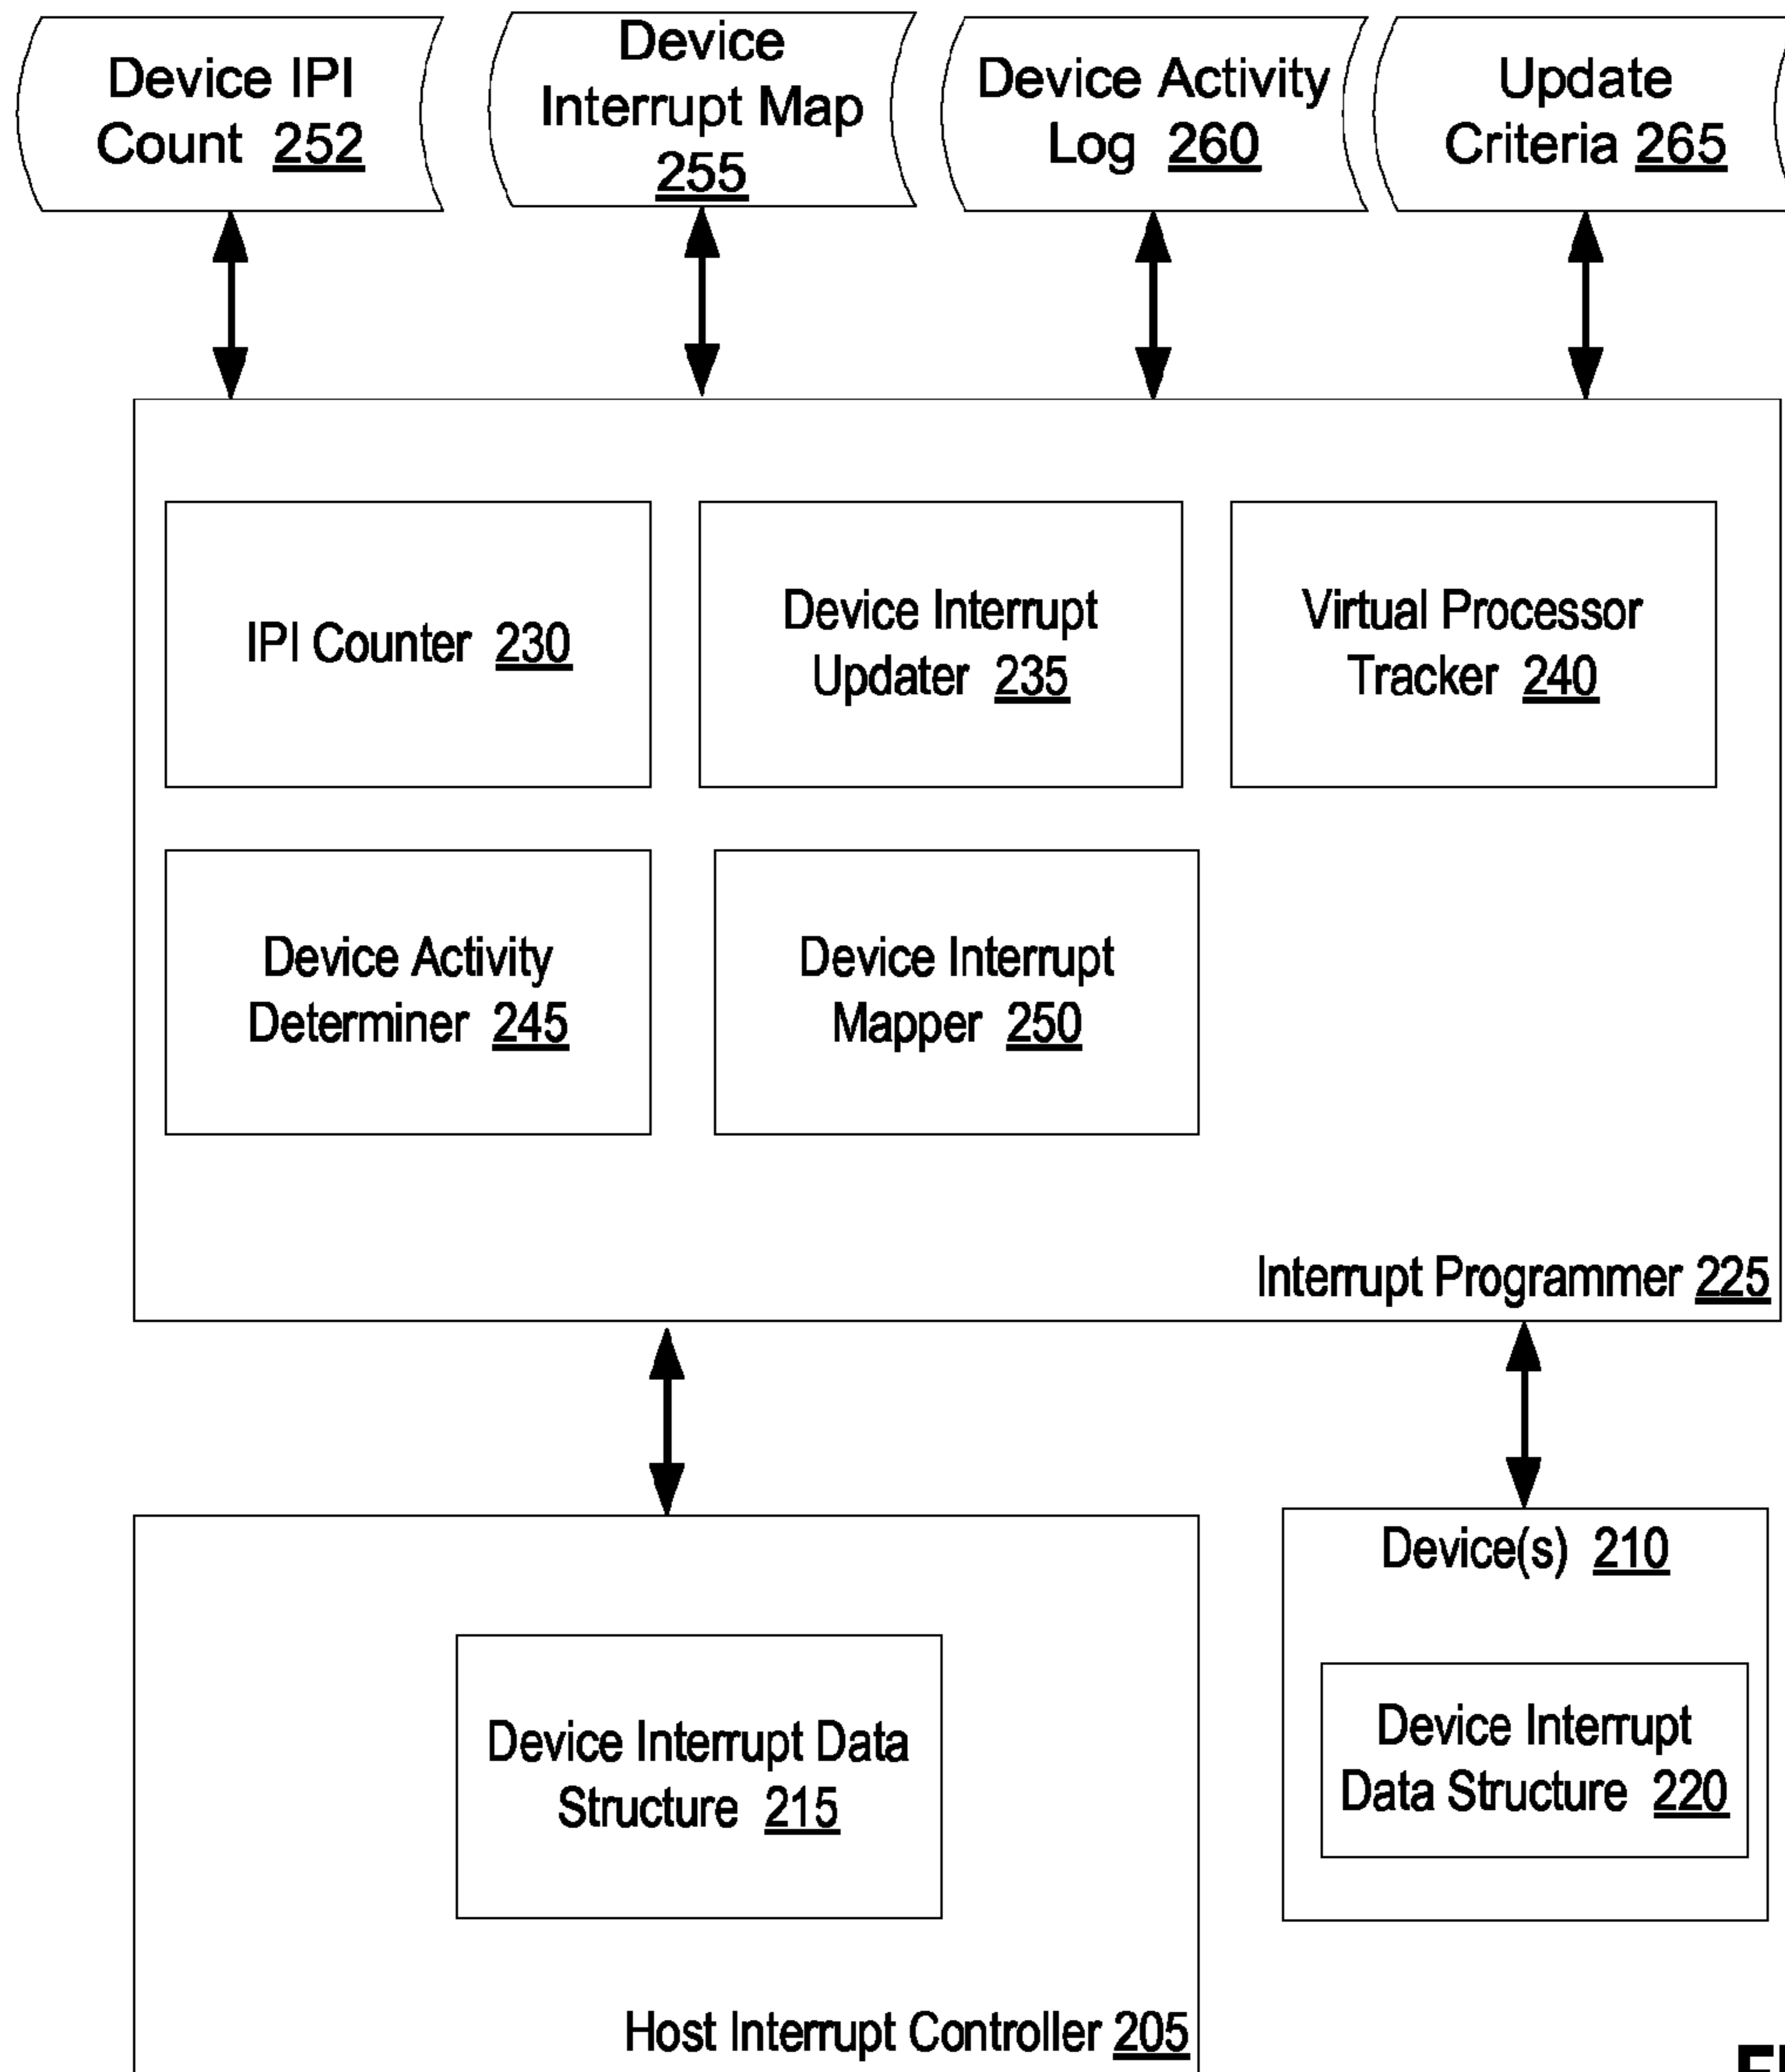 Device IPI
Count 252
Device
Interrupt Map
255
Device Activity
Log 260
Update
Criteria 265
IPI Counter 230
Device Interrupt
Updater 235
Virtual Processor
Tracker 240
Device Activity
Determiner 245
Device Interrupt
Mapper 250
Interrupt Programmer 225
Device(s) 210
Device Interrupt Data
Structure 215
Device Interrupt
Data Structure 220
Host Interrupt Controller 205